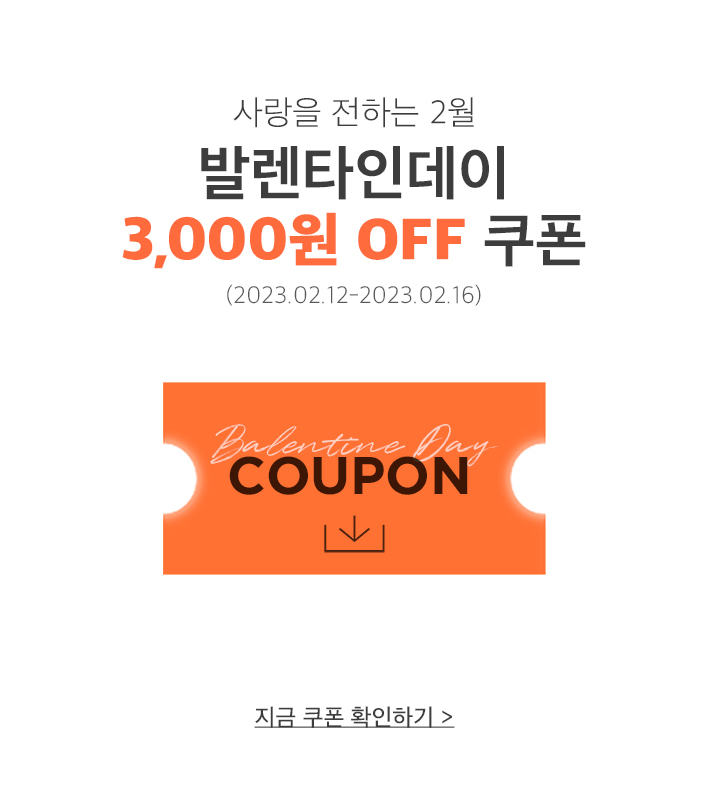 사랑을 전하는 2월
발렌타인데이
3,000원 OFF 쿠폰
(2023.02.12-2023.02.16)
Balentine Day
COUPON
지금 쿠폰 확인하기 >